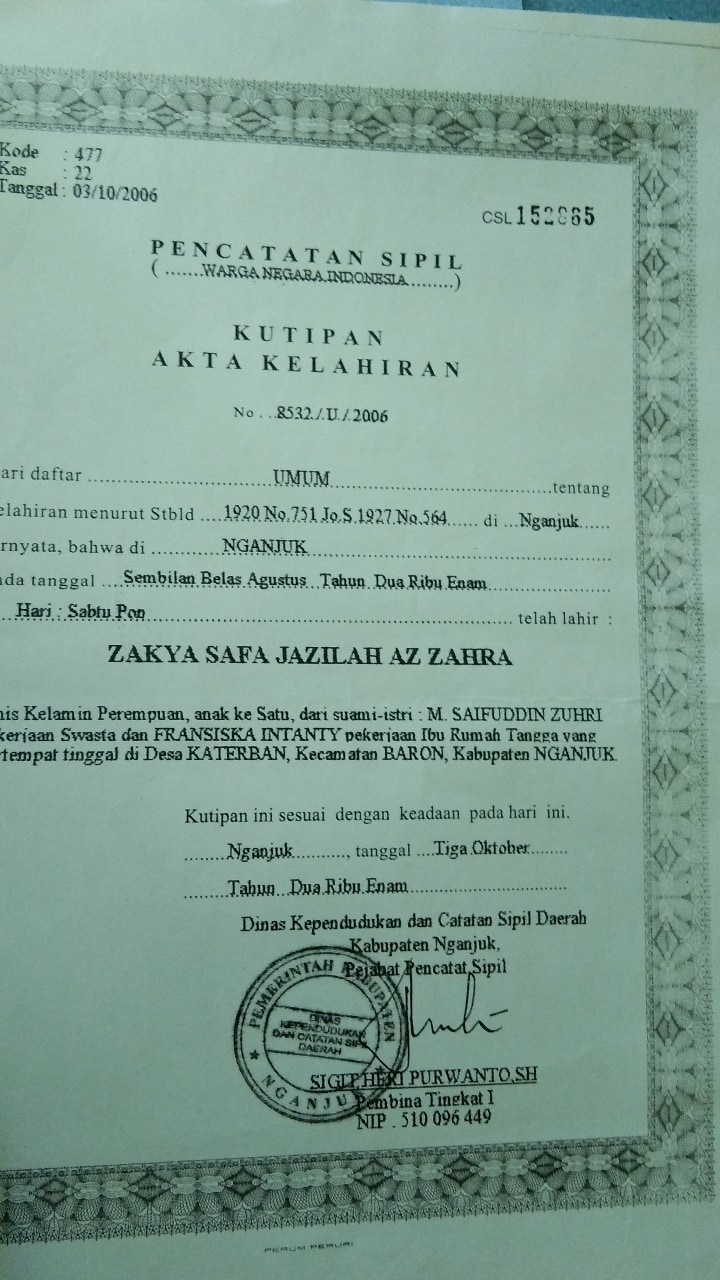 Kode : 477
Kas : 22
Tanggal : 03/10/2006
CSL 152865
PENCATATAN SIPIL
( .......WARGA NEGARA INDONESIA.........)
KUTIPAN
AKTA KELAHIRAN
No . . .8532./.U./.2006
ari daftar ............ UMUM ............ tentang
elahiran menurut Stbld ....1920 No.751 Jo.S.1927 No.564...... di ....Nganjuk......
rnyata, bahwa di ............ NGANJUK ............
da tanggal ....Sembilan Belas Agustus Tahun Dua Ribu Enam............
Hari : Sabtu Pon ............ telah lahir :
ZAKYA SAFA JAZILAH AZ ZAHRA
nis Kelamin Perempuan, anak ke Satu, dari suami-istri : M. SAIFUDDIN ZUHRI
kerjaan Swasta dan FRANSISKA INTANTY pekerjaan Ibu Rumah Tangga yang
rtempat tinggal di Desa KATERBAN, Kecamatan BARON, Kabupaten NGANJUK.
Kutipan ini sesuai dengan keadaan pada hari ini.
........Nganjuk..........., tanggal ....Tiga Oktober........
........Tahun Dua Ribu Enam............
Dinas Kependudukan dan Catatan Sipil Daerah
Kabupaten Nganjuk,
Pejabat Pencatat Sipil
PEMERINTAH KABUPATEN
DINAS
KEPENDUDUKAN
DAN CATATAN SIPIL
DAERAH
NGANJUK
SIGIT HERI PURWANTO,SH
Pembina Tingkat I
NIP . 510 096 449
PERUM PERURI